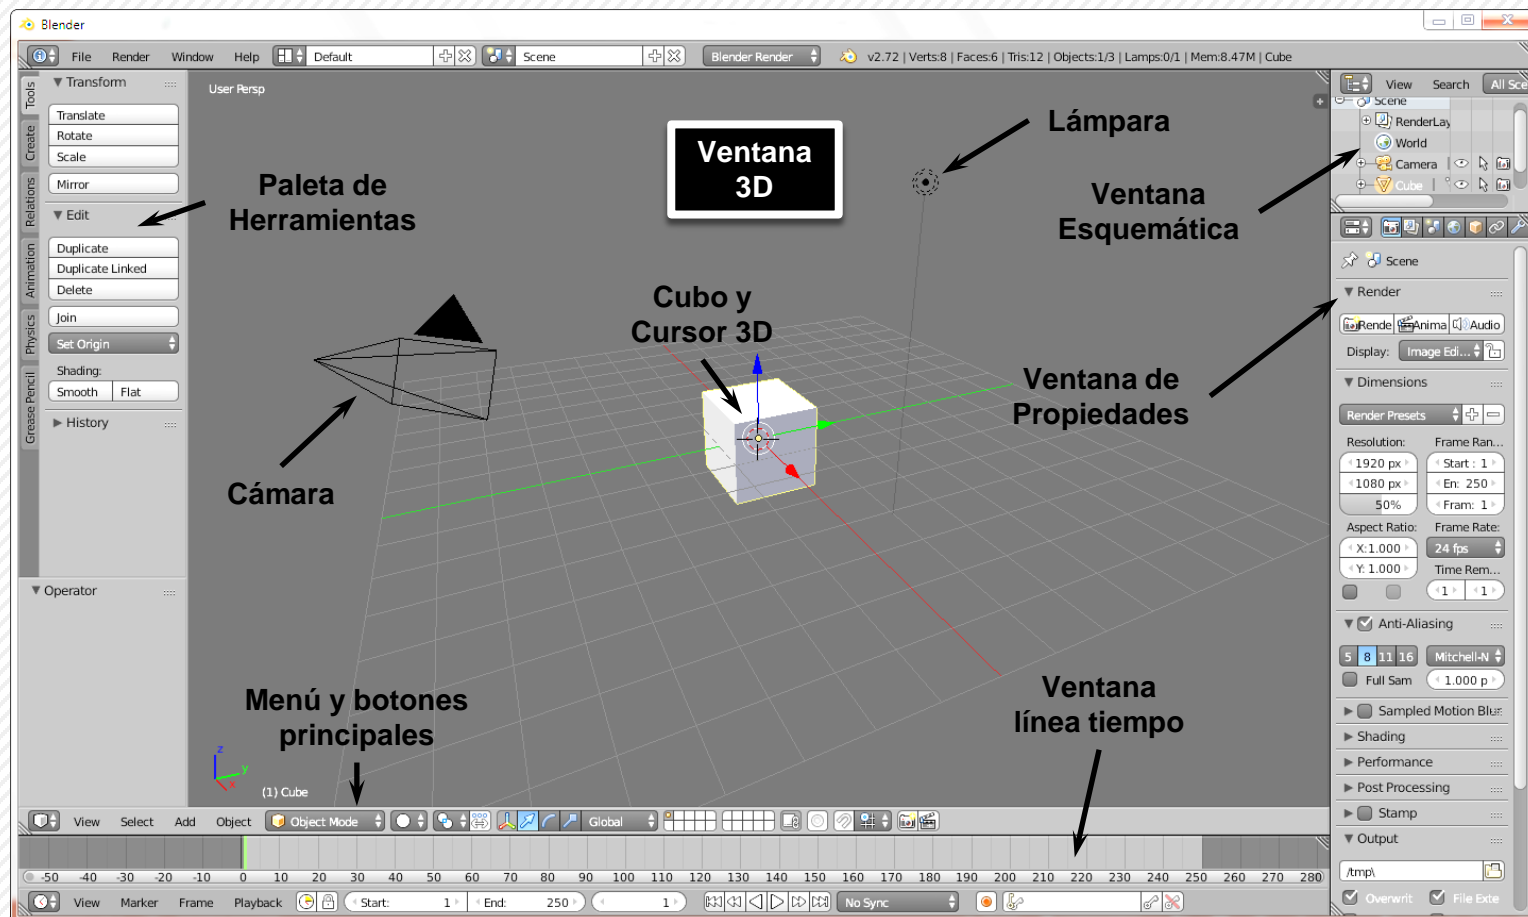 Blender
File Render Window Help Default Scene Blender Render v2.72 | Verts:8 | Faces:6 | Tris:12 | Objects:1/3 | Lamps:0/1 | Mem:8.47M | Cube
Tools
Create
Relations
Animation
Physics
Grease Pencil
Transform
Translate
Rotate
Scale
Mirror
Edit
Duplicate
Duplicate Linked
Delete
Join
Set Origin
Shading:
Smooth Flat
History
Operator
User Persp
Paleta de
Herramientas
Ventana
3D
Lámpara
Ventana
Esquemática
Cubo y
Cursor 3D
Ventana de
Propiedades
Cámara
Menú y botones
principales
Ventana
línea tiempo
z
y
x
(1) Cube
View Search All Sce
Scene
RenderLay
World
Camera
Cube
Scene
Render
Rende Anima Audio
Display: Image Edi...
Dimensions
Render Presets
Resolution: Frame Ran...
1920 px Start : 1
1080 px En: 250
50% Fram: 1
Aspect Ratio: Frame Rate:
X:1.000 24 fps
Y: 1.000 Time Rem...
1 1
Anti-Aliasing
5 8 11 16 Mitchell-N
Full Sam 1.000 p
Sampled Motion Blur
Shading
Performance
Post Processing
Stamp
Output
/tmp\
Overwrit File Exte
View Select Add Object Object Mode Global
-50 -40 -30 -20 -10 0 10 20 30 40 50 60 70 80 90 100 110 120 130 140 150 160 170 180 190 200 210 220 230 240 250 260 270 280
View Marker Frame Playback Start: 1 End: 250 1 No Sync